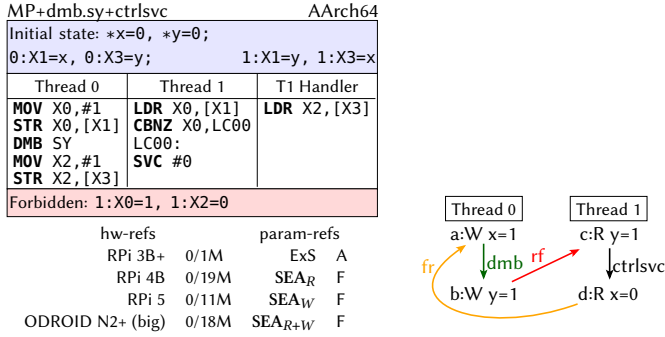 MP+dmb.sy+ctrlsvc AArch64
Initial state: *x=0, *y=0;
0:X1=x, 0:X3=y; 1:X1=y, 1:X3=x
Thread 0 Thread 1 T1 Handler
MOV X0,#1 LDR X0,[X1] LDR X2,[X3]
STR X0,[X1] CBNZ X0,LC00
DMB SY LC00:
MOV X2,#1 SVC #0
STR X2,[X3]
Forbidden: 1:X0=1, 1:X2=0
hw-refs param-refs
RPi 3B+ 0/1M ExS A
RPi 4B 0/19M SEA_R F
RPi 5 0/11M SEA_W F
ODROID N2+ (big) 0/18M SEA_R+W F
Thread 0 Thread 1
a:W x=1 c:R y=1
fr dmb rf ctrlsvc
b:W y=1 d:R x=0